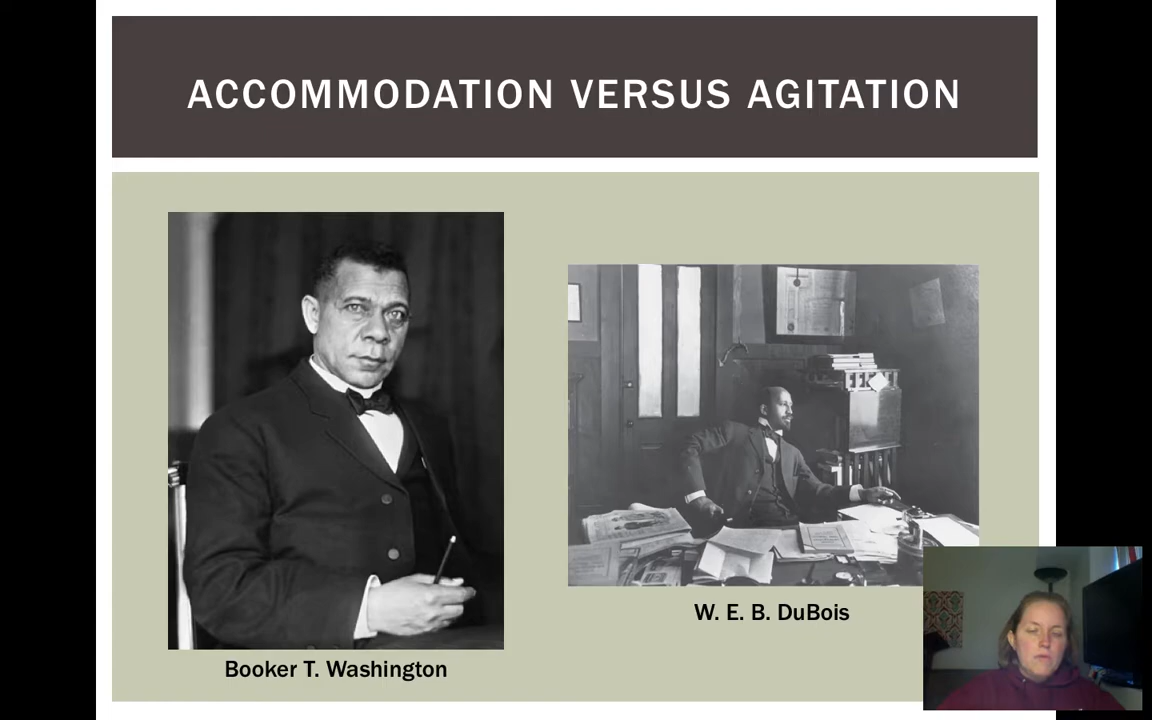 ACCOMMODATION VERSUS AGITATION
W. E. B. DuBois
Booker T. Washington